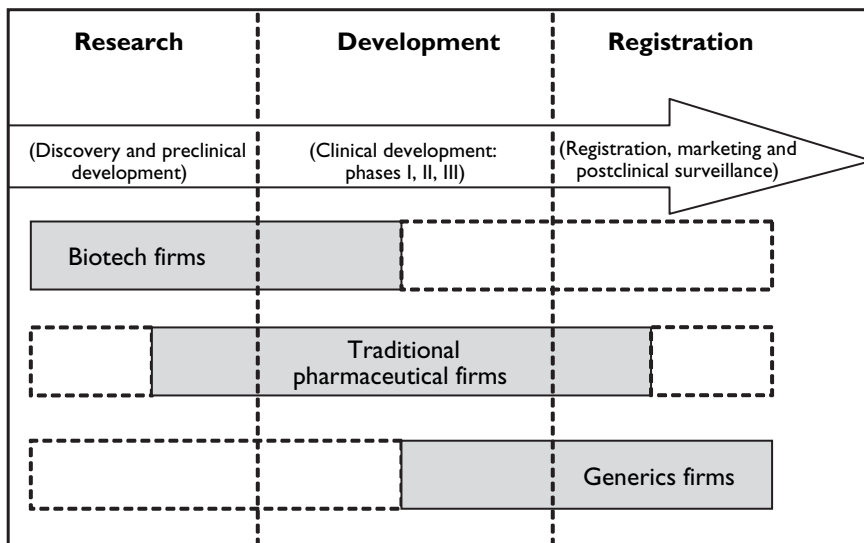 Research
Development
Registration
(Discovery and preclinical
development)
(Clinical development:
phases I, II, III)
(Registration, marketing and
postclinical surveillance)
Biotech firms
Traditional
pharmaceutical firms
Generics firms